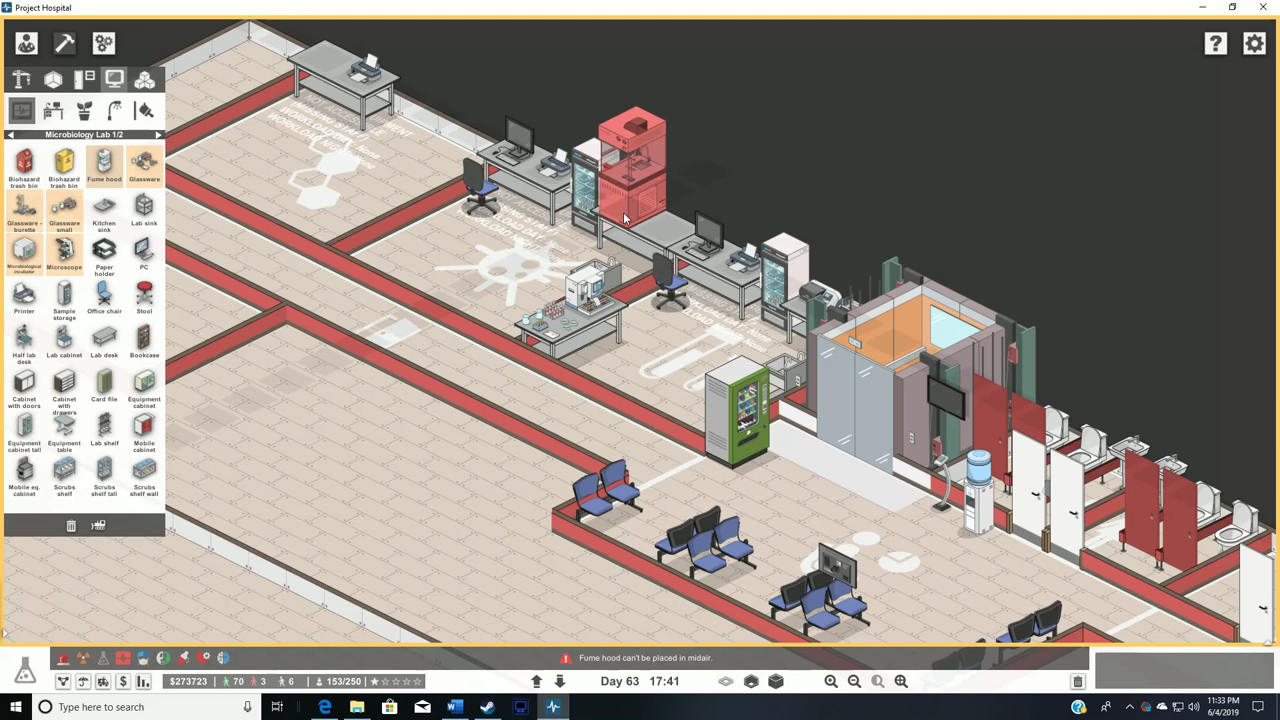 Project Hospital
Microbiology Lab 1/2
Biohazard trash bin
Biohazard trash bin
Fume hood
Glassware
Glassware - burette
Glassware small
Kitchen sink
Lab sink
Microbiological incubator
Microscope
Paper holder
PC
Printer
Sample storage
Office chair
Stool
Half lab desk
Lab cabinet
Lab desk
Bookcase
Cabinet with doors
Cabinet with drawers
Card file
Equipment cabinet
Equipment cabinet tall
Equipment table
Lab shelf
Mobile cabinet
Mobile eq. cabinet
Scrubs shelf
Scrubs shelf tall
Scrubs shelf wall
Fume hood can't be placed in midair.
$273723
70
3
6
153/250
Day 63 17:41
Type here to search
11:33 PM
6/4/2019